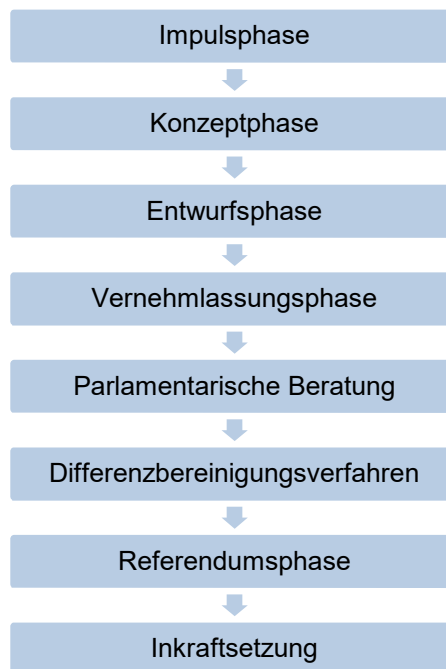 Impulsphase
Konzeptphase
Entwurfsphase
Vernehmlassungsphase
Parlamentarische Beratung
Differenzbereinigungsverfahren
Referendumsphase
Inkraftsetzung